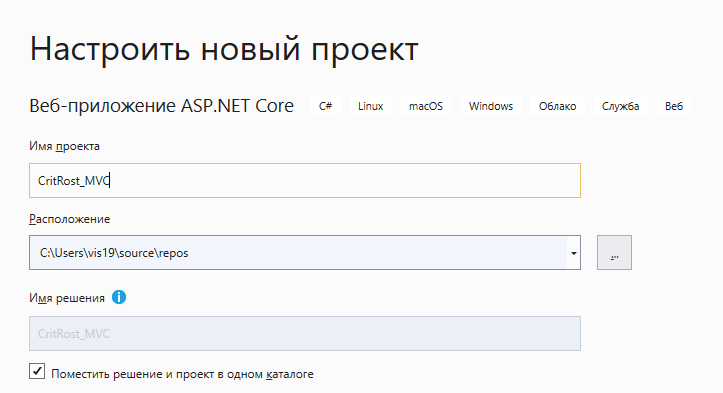 Настроить новый проект
Веб-приложение ASP.NET Core C# Linux macOS Windows Облако Служба Веб
Имя проекта
CritRost_MVC
Расположение
C:\Users\vis19\source\repos
...
Имя решения
CritRost_MVC
Поместить решение и проект в одном каталоге